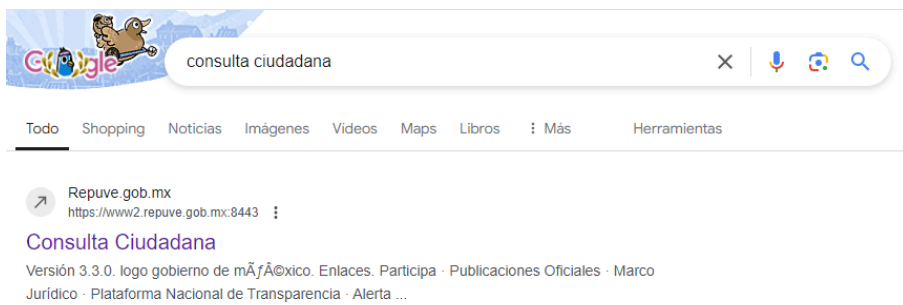 Google
consulta ciudadana
Todo Shopping Noticias Imágenes Vídeos Maps Libros Más Herramientas
Repuve.gob.mx
https://www2.repuve.gob.mx:8443
Consulta Ciudadana
Versión 3.3.0. logo gobierno de mÃƒÂ©xico. Enlaces. Participa · Publicaciones Oficiales · Marco
Jurídico · Plataforma Nacional de Transparencia · Alerta ...